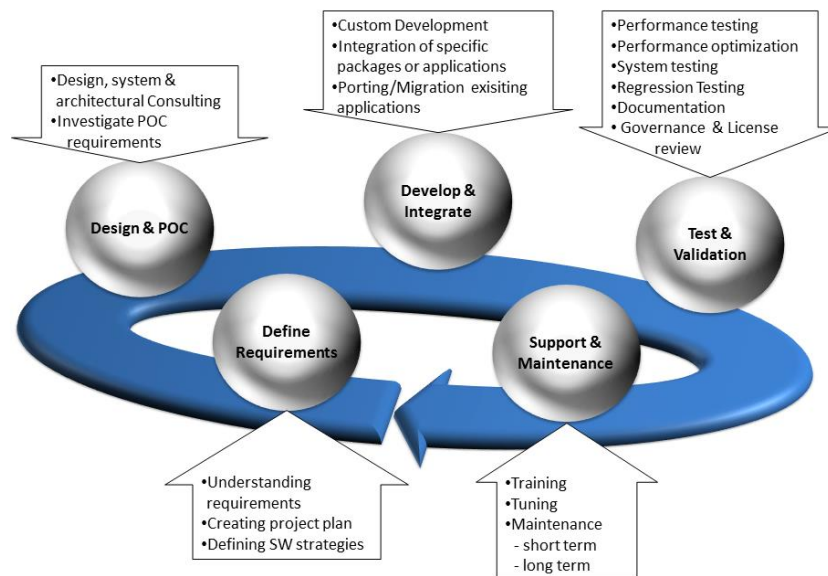 •Custom Development
•Integration of specific
packages or applications
•Porting/Migration exisiting
applications
•Performance testing
•Performance optimization
•System testing
•Regression Testing
•Documentation
• Governance & License
review
•Design, system &
architectural Consulting
•Investigate POC
requirements
Design & POC
Develop &
Integrate
Test &
Validation
Define
Requirements
Support &
Maintenance
•Understanding
requirements
•Creating project plan
•Defining SW strategies
•Training
•Tuning
•Maintenance
- short term
- long term